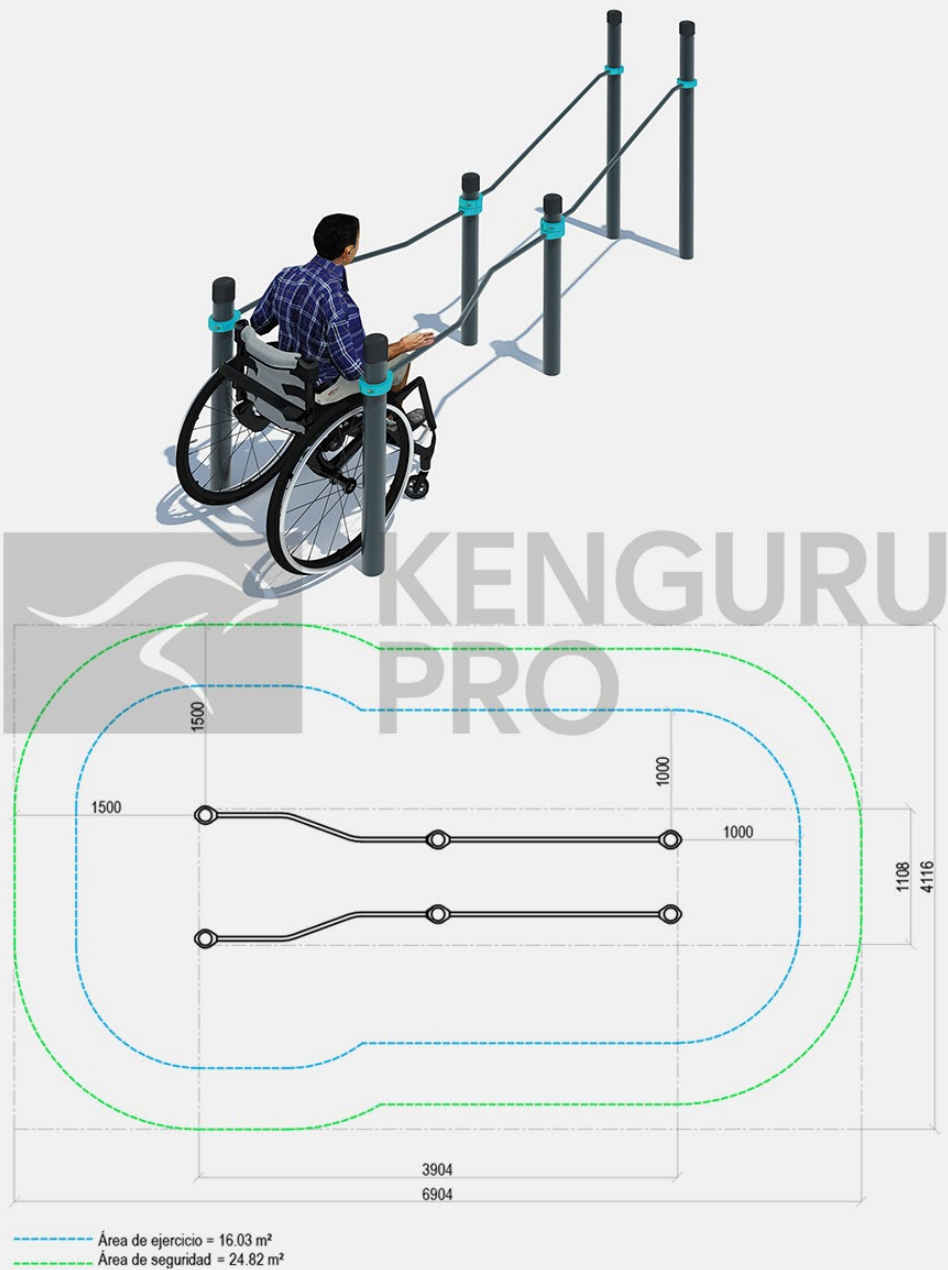 KENGURU
PRO
1500
1500
1000
1000
1108
4116
3904
6904
Área de ejercicio = 16.03 m²
Área de seguridad = 24.82 m²